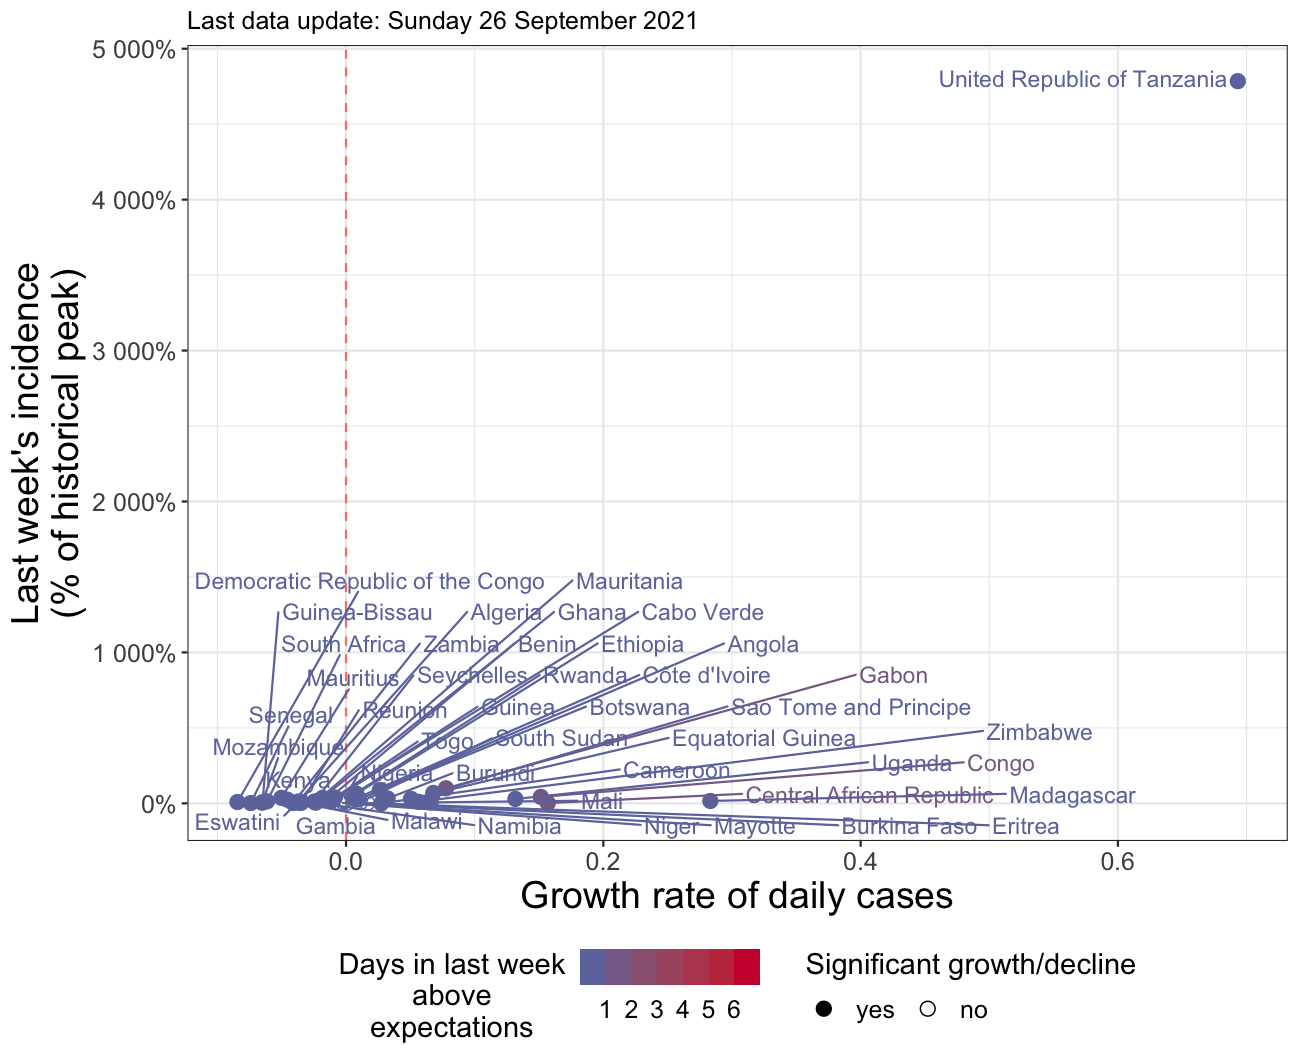 Last data update: Sunday 26 September 2021
5 000%
4 000%
3 000%
2 000%
1 000%
0%
Last week's incidence
(% of historical peak)
United Republic of Tanzania
Democratic Republic of the Congo
Mauritania
Guinea-Bissau
Algeria
Ghana
Cabo Verde
South Africa
Zambia
Benin
Ethiopia
Angola
Mauritius
Seychelles
Rwanda
Côte d'Ivoire
Gabon
Senegal
Réunion
Guinea
Botswana
Sao Tome and Principe
Mozambique
Togo
South Sudan
Equatorial Guinea
Zimbabwe
Kenya
Nigeria
Burundi
Cameroon
Uganda
Congo
Mali
Central African Republic
Madagascar
Eswatini
Gambia
Malawi
Namibia
Niger
Mayotte
Burkina Faso
Eritrea
0.0
0.2
0.4
0.6
Growth rate of daily cases
Days in last week
above
expectations
1 2 3 4 5 6
Significant growth/decline
yes
no